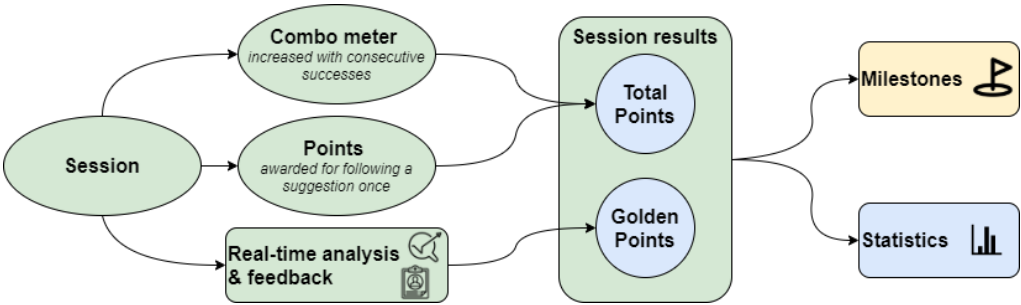 Combo meter
increased with consecutive
successes
Session results
Total
Points
Milestones
Session
Points
awarded for following a
suggestion once
Golden
Points
Real-time analysis
& feedback
Statistics